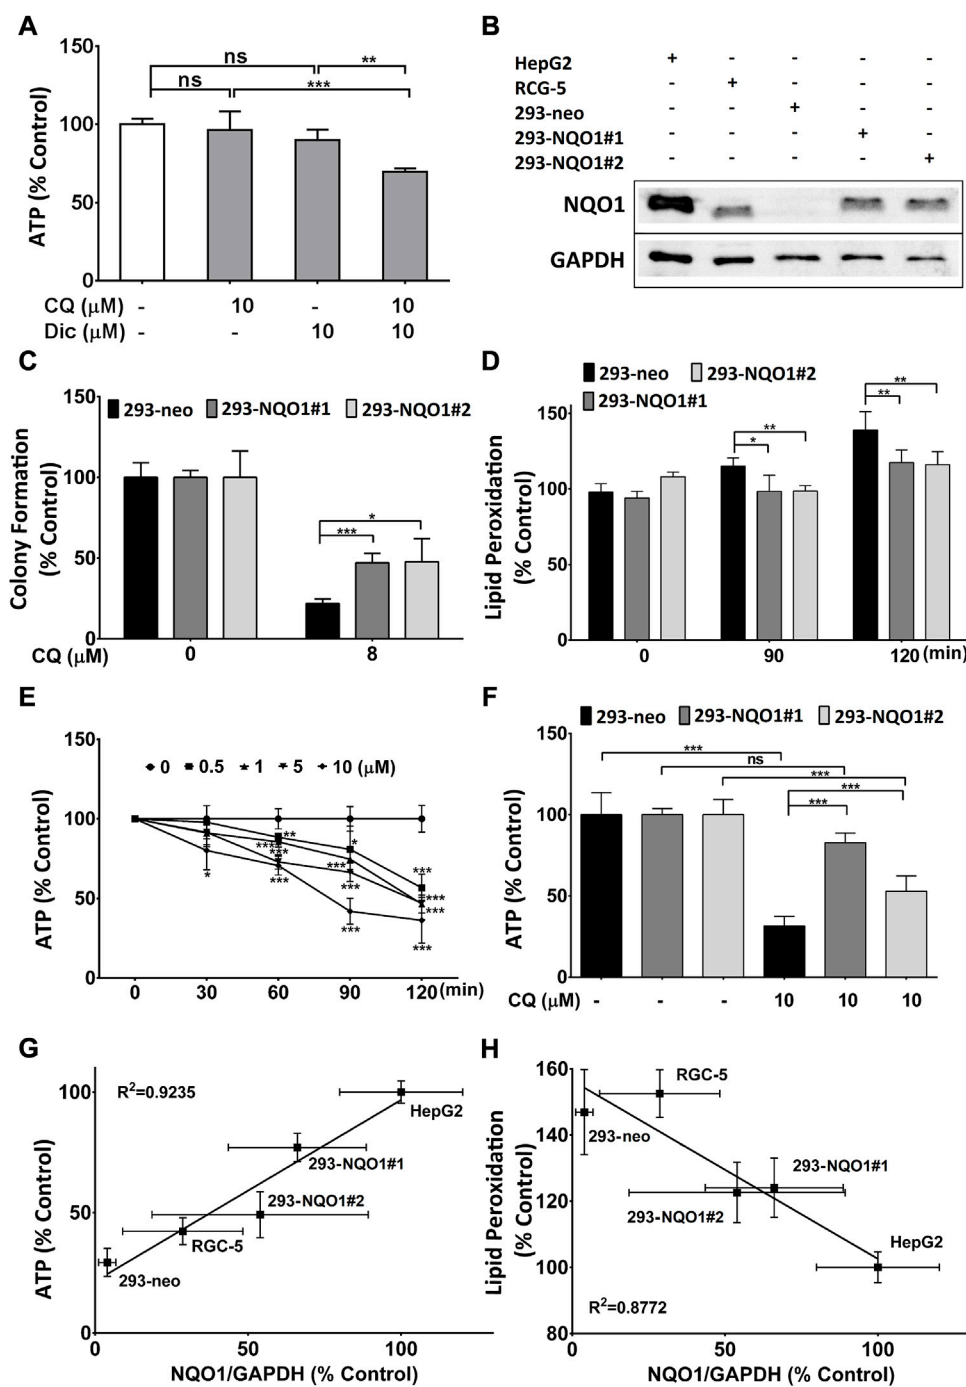 A
150
100
50
0
ATP (% Control)
ns
**
ns
***
CQ (µM) - 10 - 10
Dic (µM) - - 10 10
B
HepG2 + - - - -
RCG-5 - + - - -
293-neo - - + - -
293-NQO1#1 - - - + -
293-NQO1#2 - - - - +
NQO1
GAPDH
C
293-neo 293-NQO1#1 293-NQO1#2
150
100
50
0
Colony Formation
(% Control)
*
***
0 8
CQ (µM)
D
293-neo 293-NQO1#2
293-NQO1#1
150
100
50
0
Lipid Peroxidation
(% Control)
**
*
**
**
0 90 120 (min)
E
150
100
50
0
ATP (% Control)
0 0.5 1 5 10 (µM)
*
**
***
***
***
*
***
***
***
***
***
***
***
0 30 60 90 120 (min)
F
293-neo 293-NQO1#1 293-NQO1#2
150
100
50
0
ATP (% Control)
***
ns
***
***
***
CQ (µM) - - - 10 10 10
G
R²=0.9235
100
50
0
ATP (% Control)
HepG2
293-NQO1#1
293-NQO1#2
RGC-5
293-neo
0 50 100
NQO1/GAPDH (% Control)
H
160
140
120
100
80
Lipid Peroxidation
(% Control)
RGC-5
293-neo
293-NQO1#1
293-NQO1#2
HepG2
R²=0.8772
0 50 100
NQO1/GAPDH (% Control)